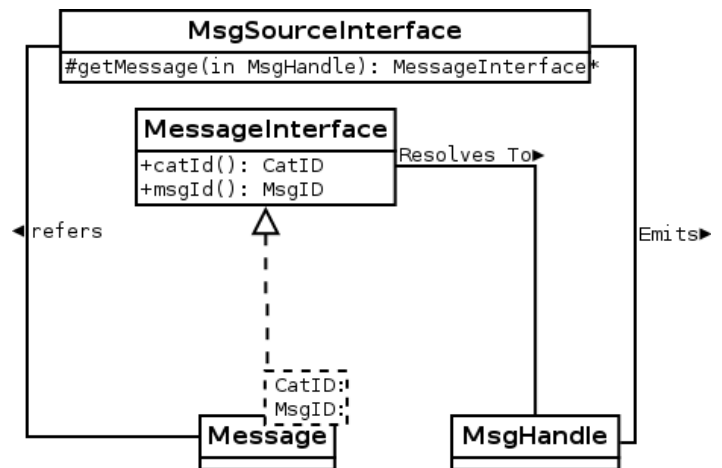 MsgSourceInterface
#getMessage(in MsgHandle): MessageInterface*
MessageInterface
+catId(): CatID
+msgId(): MsgID
Resolves To►
◄refers
Emits►
CatID:
MsgID:
Message
MsgHandle